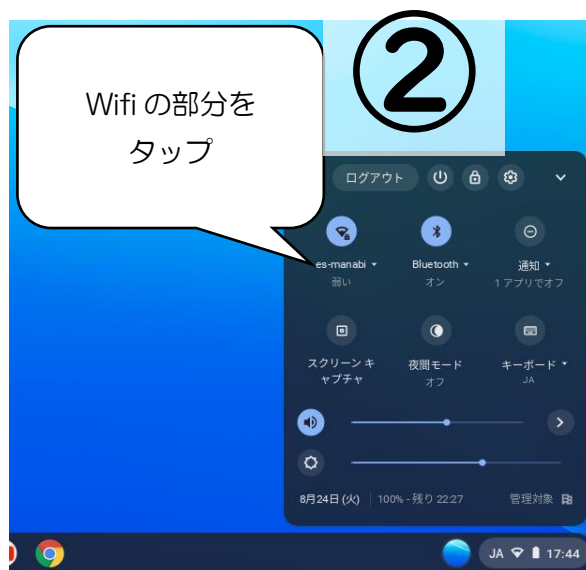 ②
Wifi の部分を
タップ
ログアウト
es-manabi
弱い
Bluetooth
オン
通知
1 アプリでオフ
スクリーン キ
ャプチャ
夜間モード
オフ
キーボード
JA
8月24日 (火) 100% - 残り 22:27 管理対象
JA 17:44